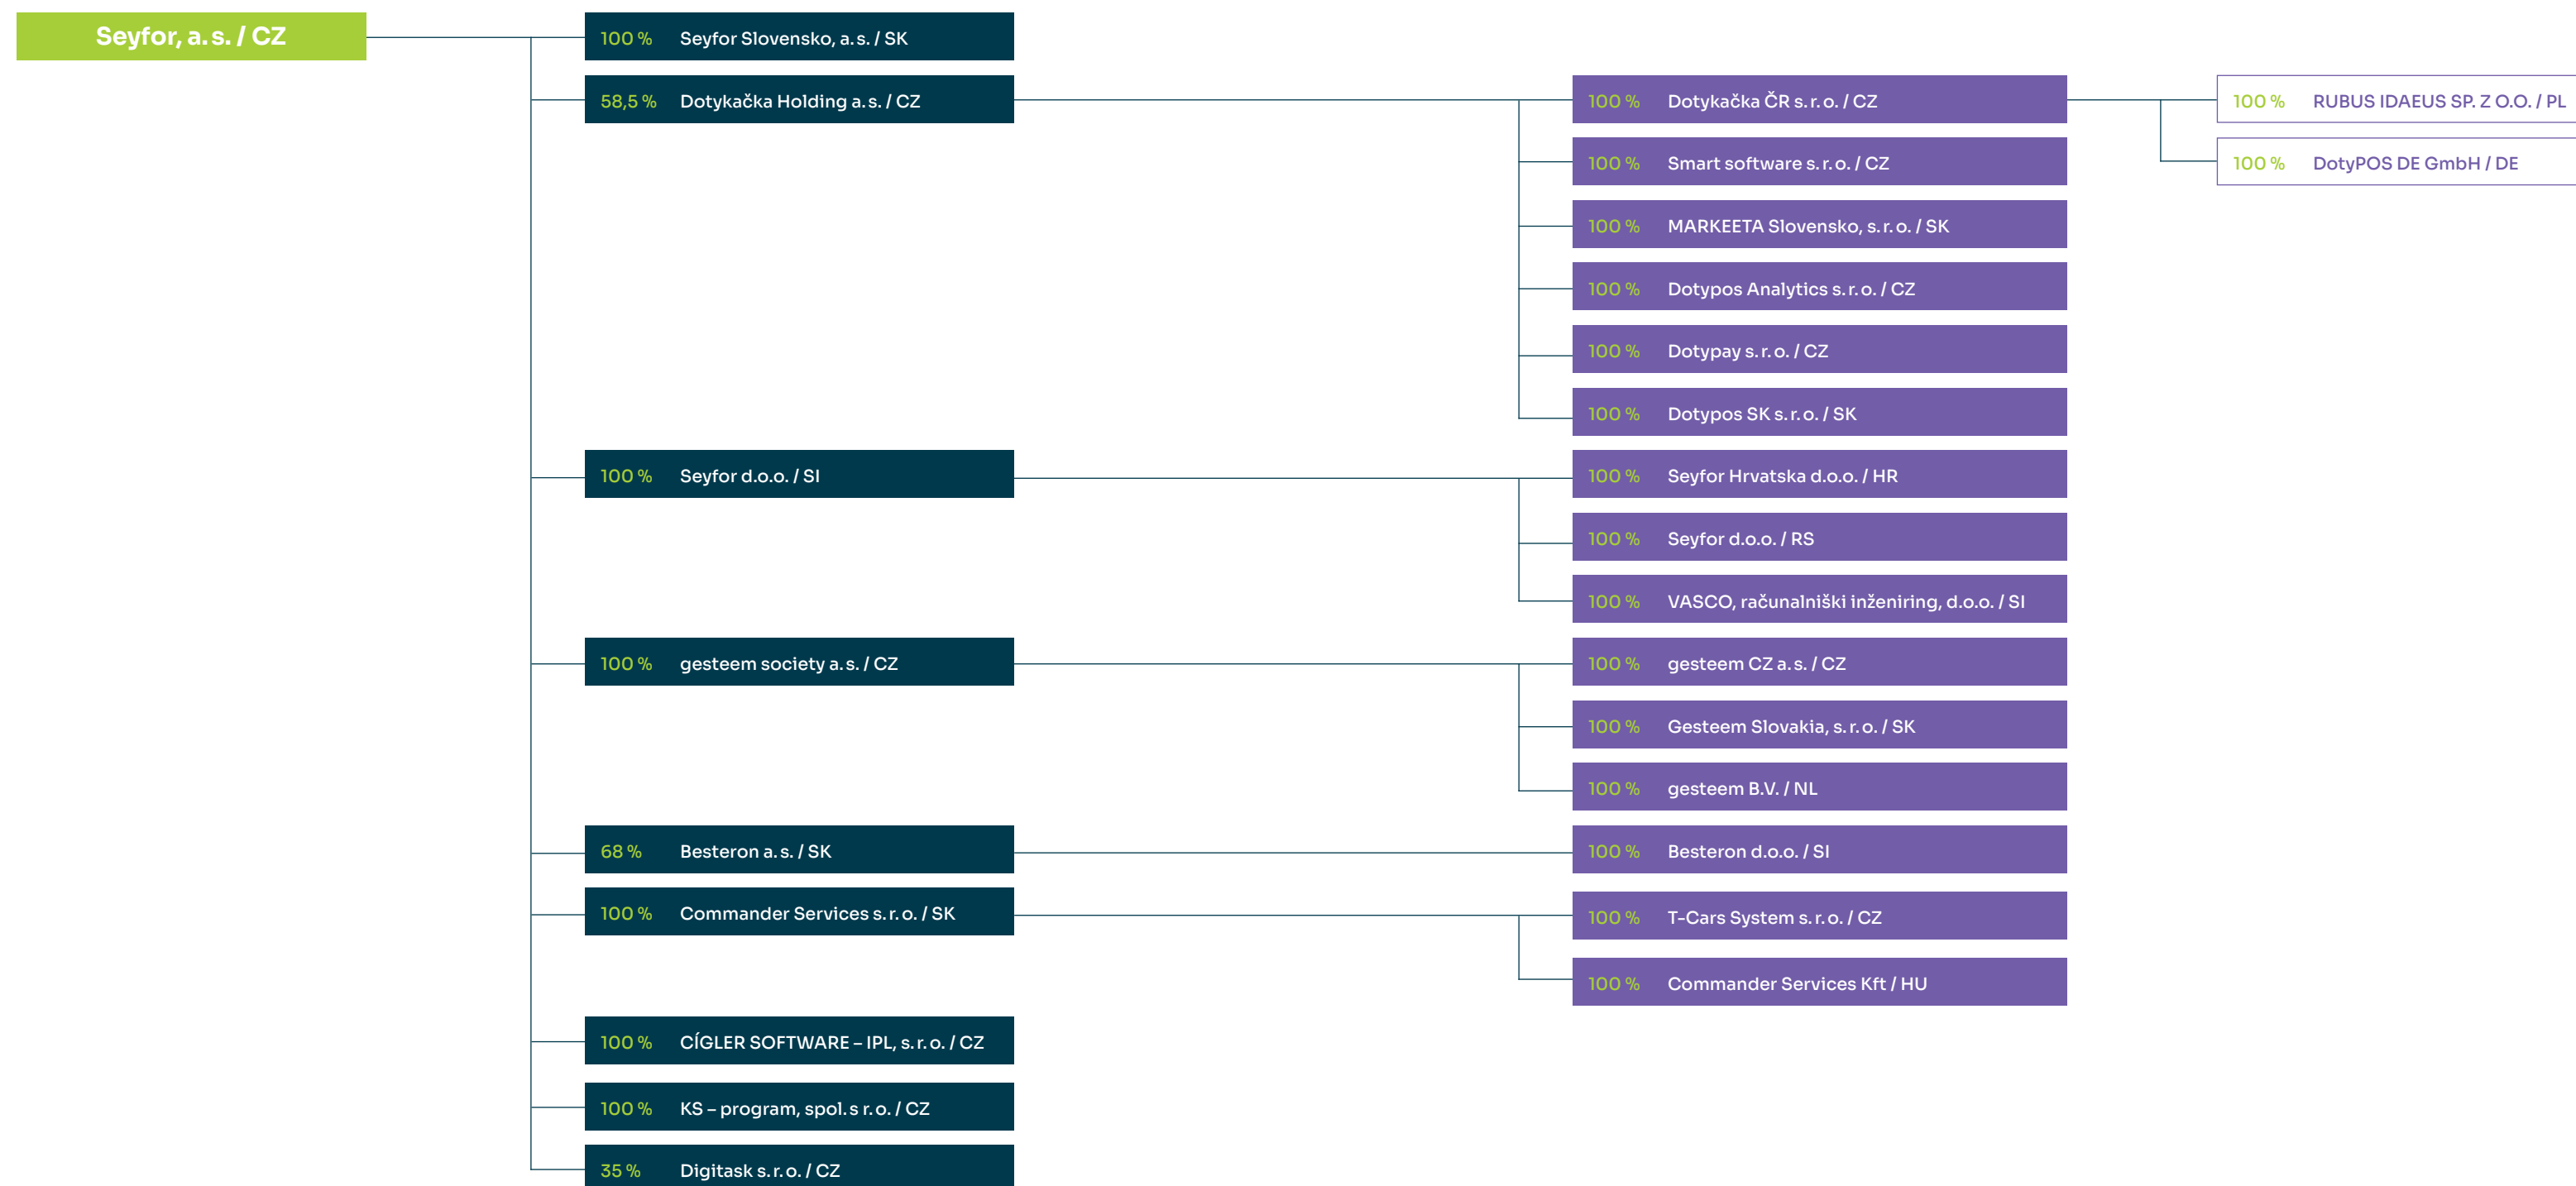 Seyfor, a. s. / CZ
100 % Seyfor Slovensko, a. s. / SK
58,5 % Dotykačka Holding a. s. / CZ
100 % Dotykačka ČR s. r. o. / CZ
100 % RUBUS IDAEUS SP. Z O.O. / PL
100 % Smart software s. r. o. / CZ
100 % DotyPOS DE GmbH / DE
100 % MARKEETA Slovensko, s. r. o. / SK
100 % Dotypos Analytics s. r. o. / CZ
100 % Dotypay s. r. o. / CZ
100 % Dotypos SK s. r. o. / SK
100 % Seyfor d.o.o. / SI
100 % Seyfor Hrvatska d.o.o. / HR
100 % Seyfor d.o.o. / RS
100 % VASCO, računalniški inženiring, d.o.o. / SI
100 % gesteem society a. s. / CZ
100 % gesteem CZ a. s. / CZ
100 % Gesteem Slovakia, s. r. o. / SK
100 % gesteem B.V. / NL
68 % Besteron a. s. / SK
100 % Besteron d.o.o. / SI
100 % Commander Services s. r. o. / SK
100 % T-Cars System s. r. o. / CZ
100 % Commander Services Kft / HU
100 % CÍGLER SOFTWARE – IPL, s. r. o. / CZ
100 % KS – program, spol. s r. o. / CZ
35 % Digitask s. r. o. / CZ